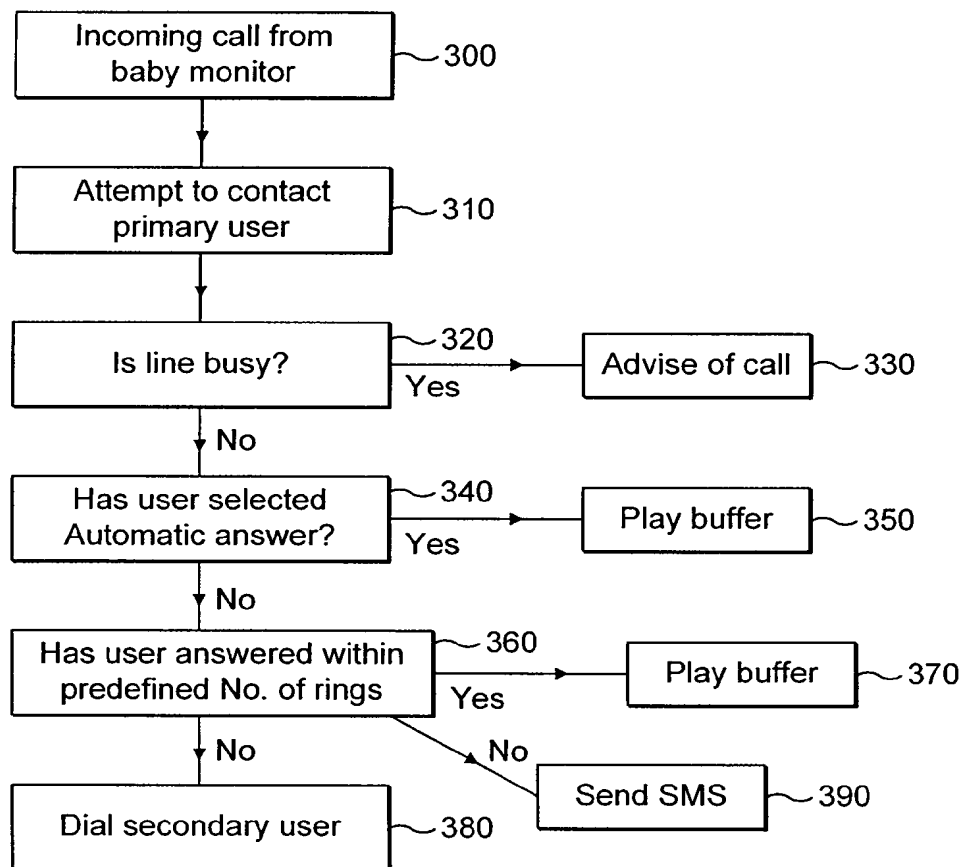 Incoming call from
baby monitor
300
Attempt to contact
primary user
310
Is line busy?
320
Yes
Advise of call
330
No
Has user selected
Automatic answer?
340
Yes
Play buffer
350
No
Has user answered within
predefined No. of rings
360
Yes
Play buffer
370
No
No
Send SMS
390
Dial secondary user
380